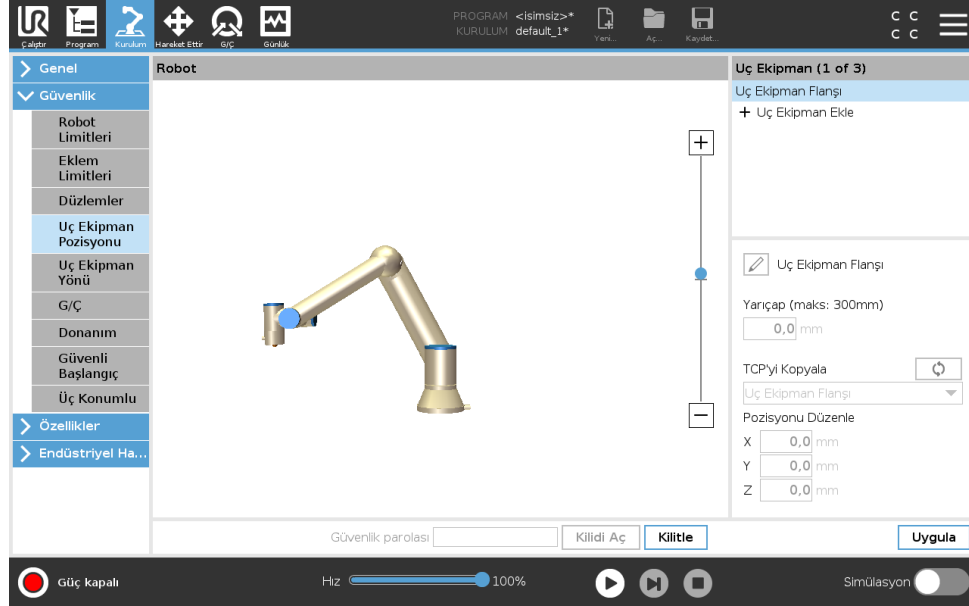 UR
PROGRAM <isimsiz>*
KURULUM default_1*
Çalıştır Program Kurulum Hareket Ettir G/Ç Günlük
Yeni... Aç... Kaydet...
C C
C C
Genel
Güvenlik
Robot
Limitleri
Eklem
Limitleri
Düzlemler
Uç Ekipman
Pozisyonu
Uç Ekipman
Yönü
G/Ç
Donanım
Güvenli
Başlangıç
Üç Konumlu
Özellikler
Endüstriyel Ha...
Robot
Uç Ekipman (1 of 3)
Uç Ekipman Flanşı
+ Uç Ekipman Ekle
Uç Ekipman Flanşı
Yarıçap (maks: 300mm)
0,0 mm
TCP'yi Kopyala
Uç Ekipman Flanşı
Pozisyonu Düzenle
X 0,0 mm
Y 0,0 mm
Z 0,0 mm
Güvenlik parolası Kilidi Aç Kilitle
Uygula
Güç kapalı
Hız 100%
Simülasyon